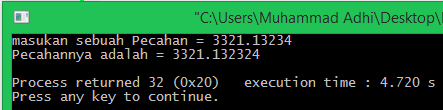 "C:\Users\Muhammad Adhi\Desktop\
masukan sebuah Pecahan = 3321.13234
Pecahannya adalah = 3321.132324
Process returned 32 (0x20)   execution time : 4.720 s
Press any key to continue.